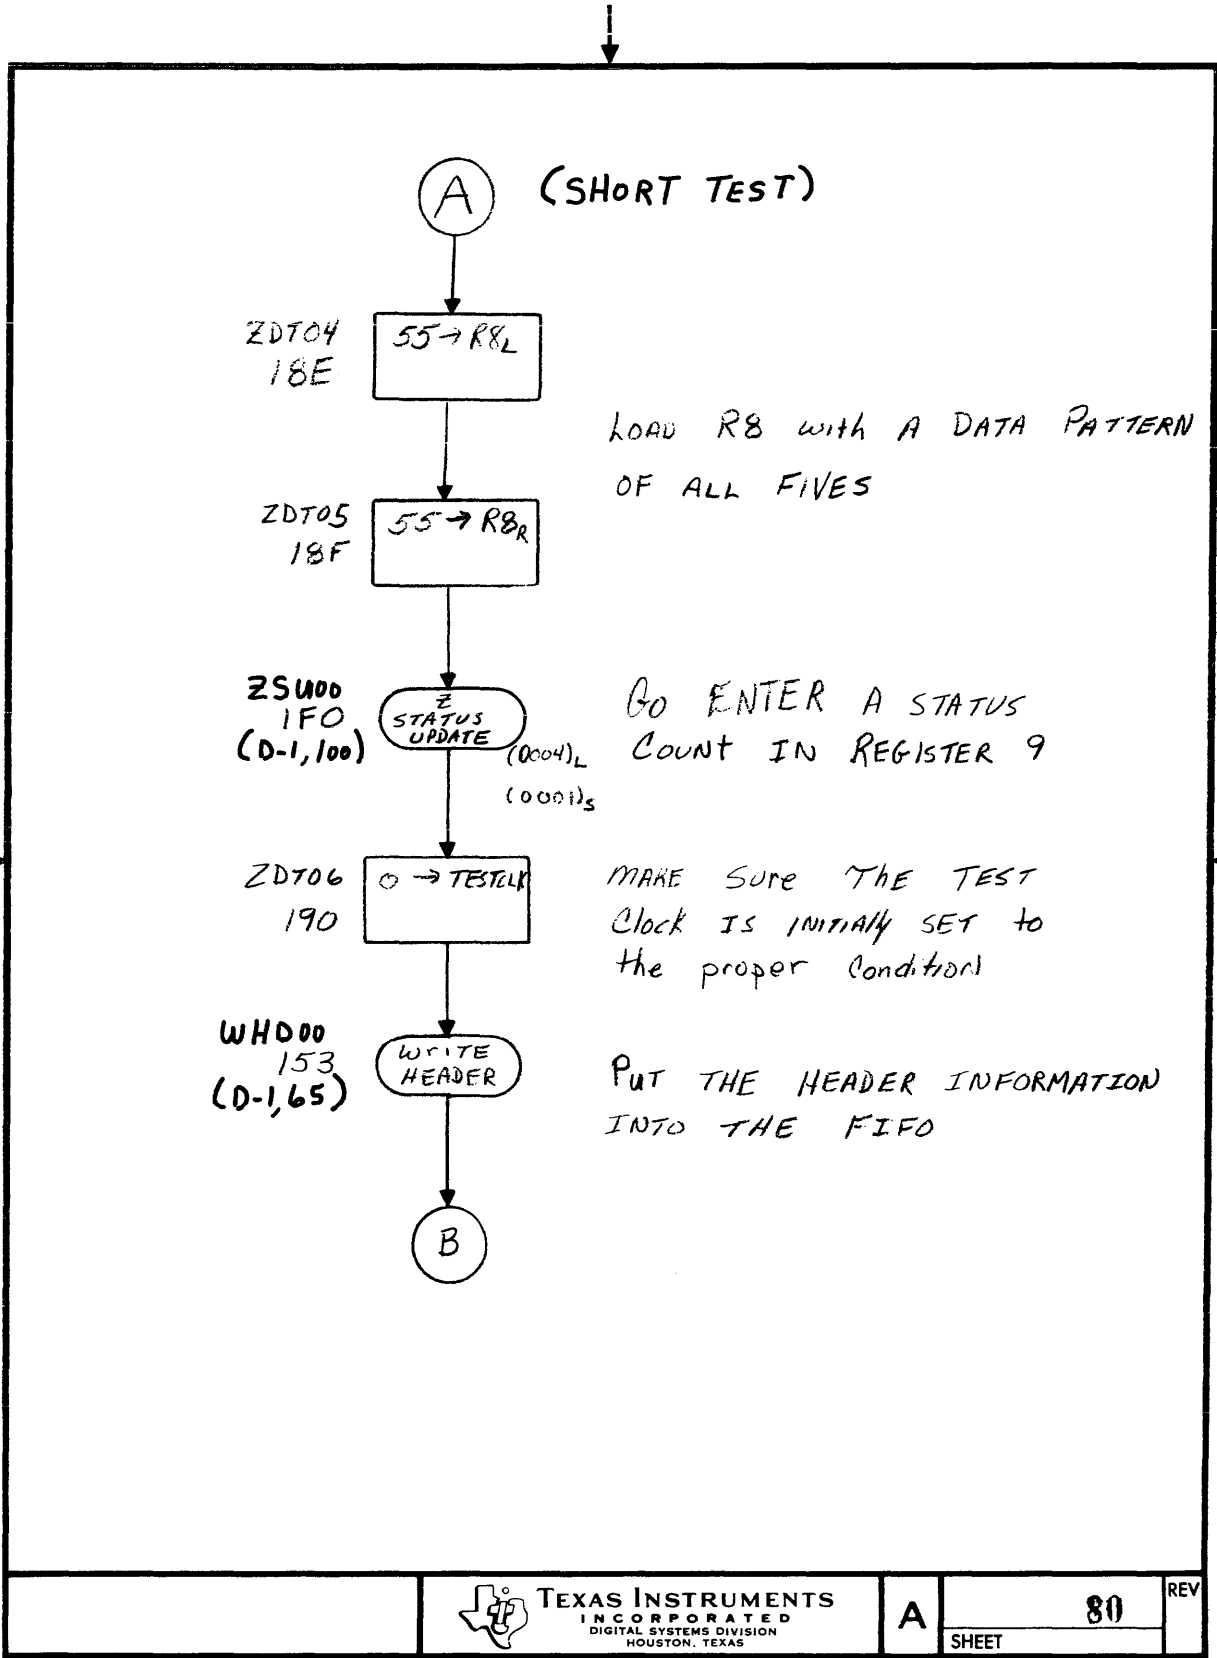 A (SHORT TEST)
ZDT04
18E
55→R8L
LOAD R8 with A DATA PATTERN
OF ALL FIVES
ZDT05
18F
55→R8R
ZSU00
1F0
(D-1,100)
Z
STATUS
UPDATE
(0004)L
(0001)S
GO ENTER A STATUS
COUNT IN REGISTER 9
ZDT06
190
0 → TESTCLK
MAKE Sure ThE TEST
Clock IS INITIAlly SET to
the proper Condition
WHD00
153
(D-1,65)
WrITE
HEADER
PUT THE HEADER INFORMATION
INTO THE FIFO
B
TEXAS INSTRUMENTS
INCORPORATED
DIGITAL SYSTEMS DIVISION
HOUSTON, TEXAS
A
80
SHEET
REV